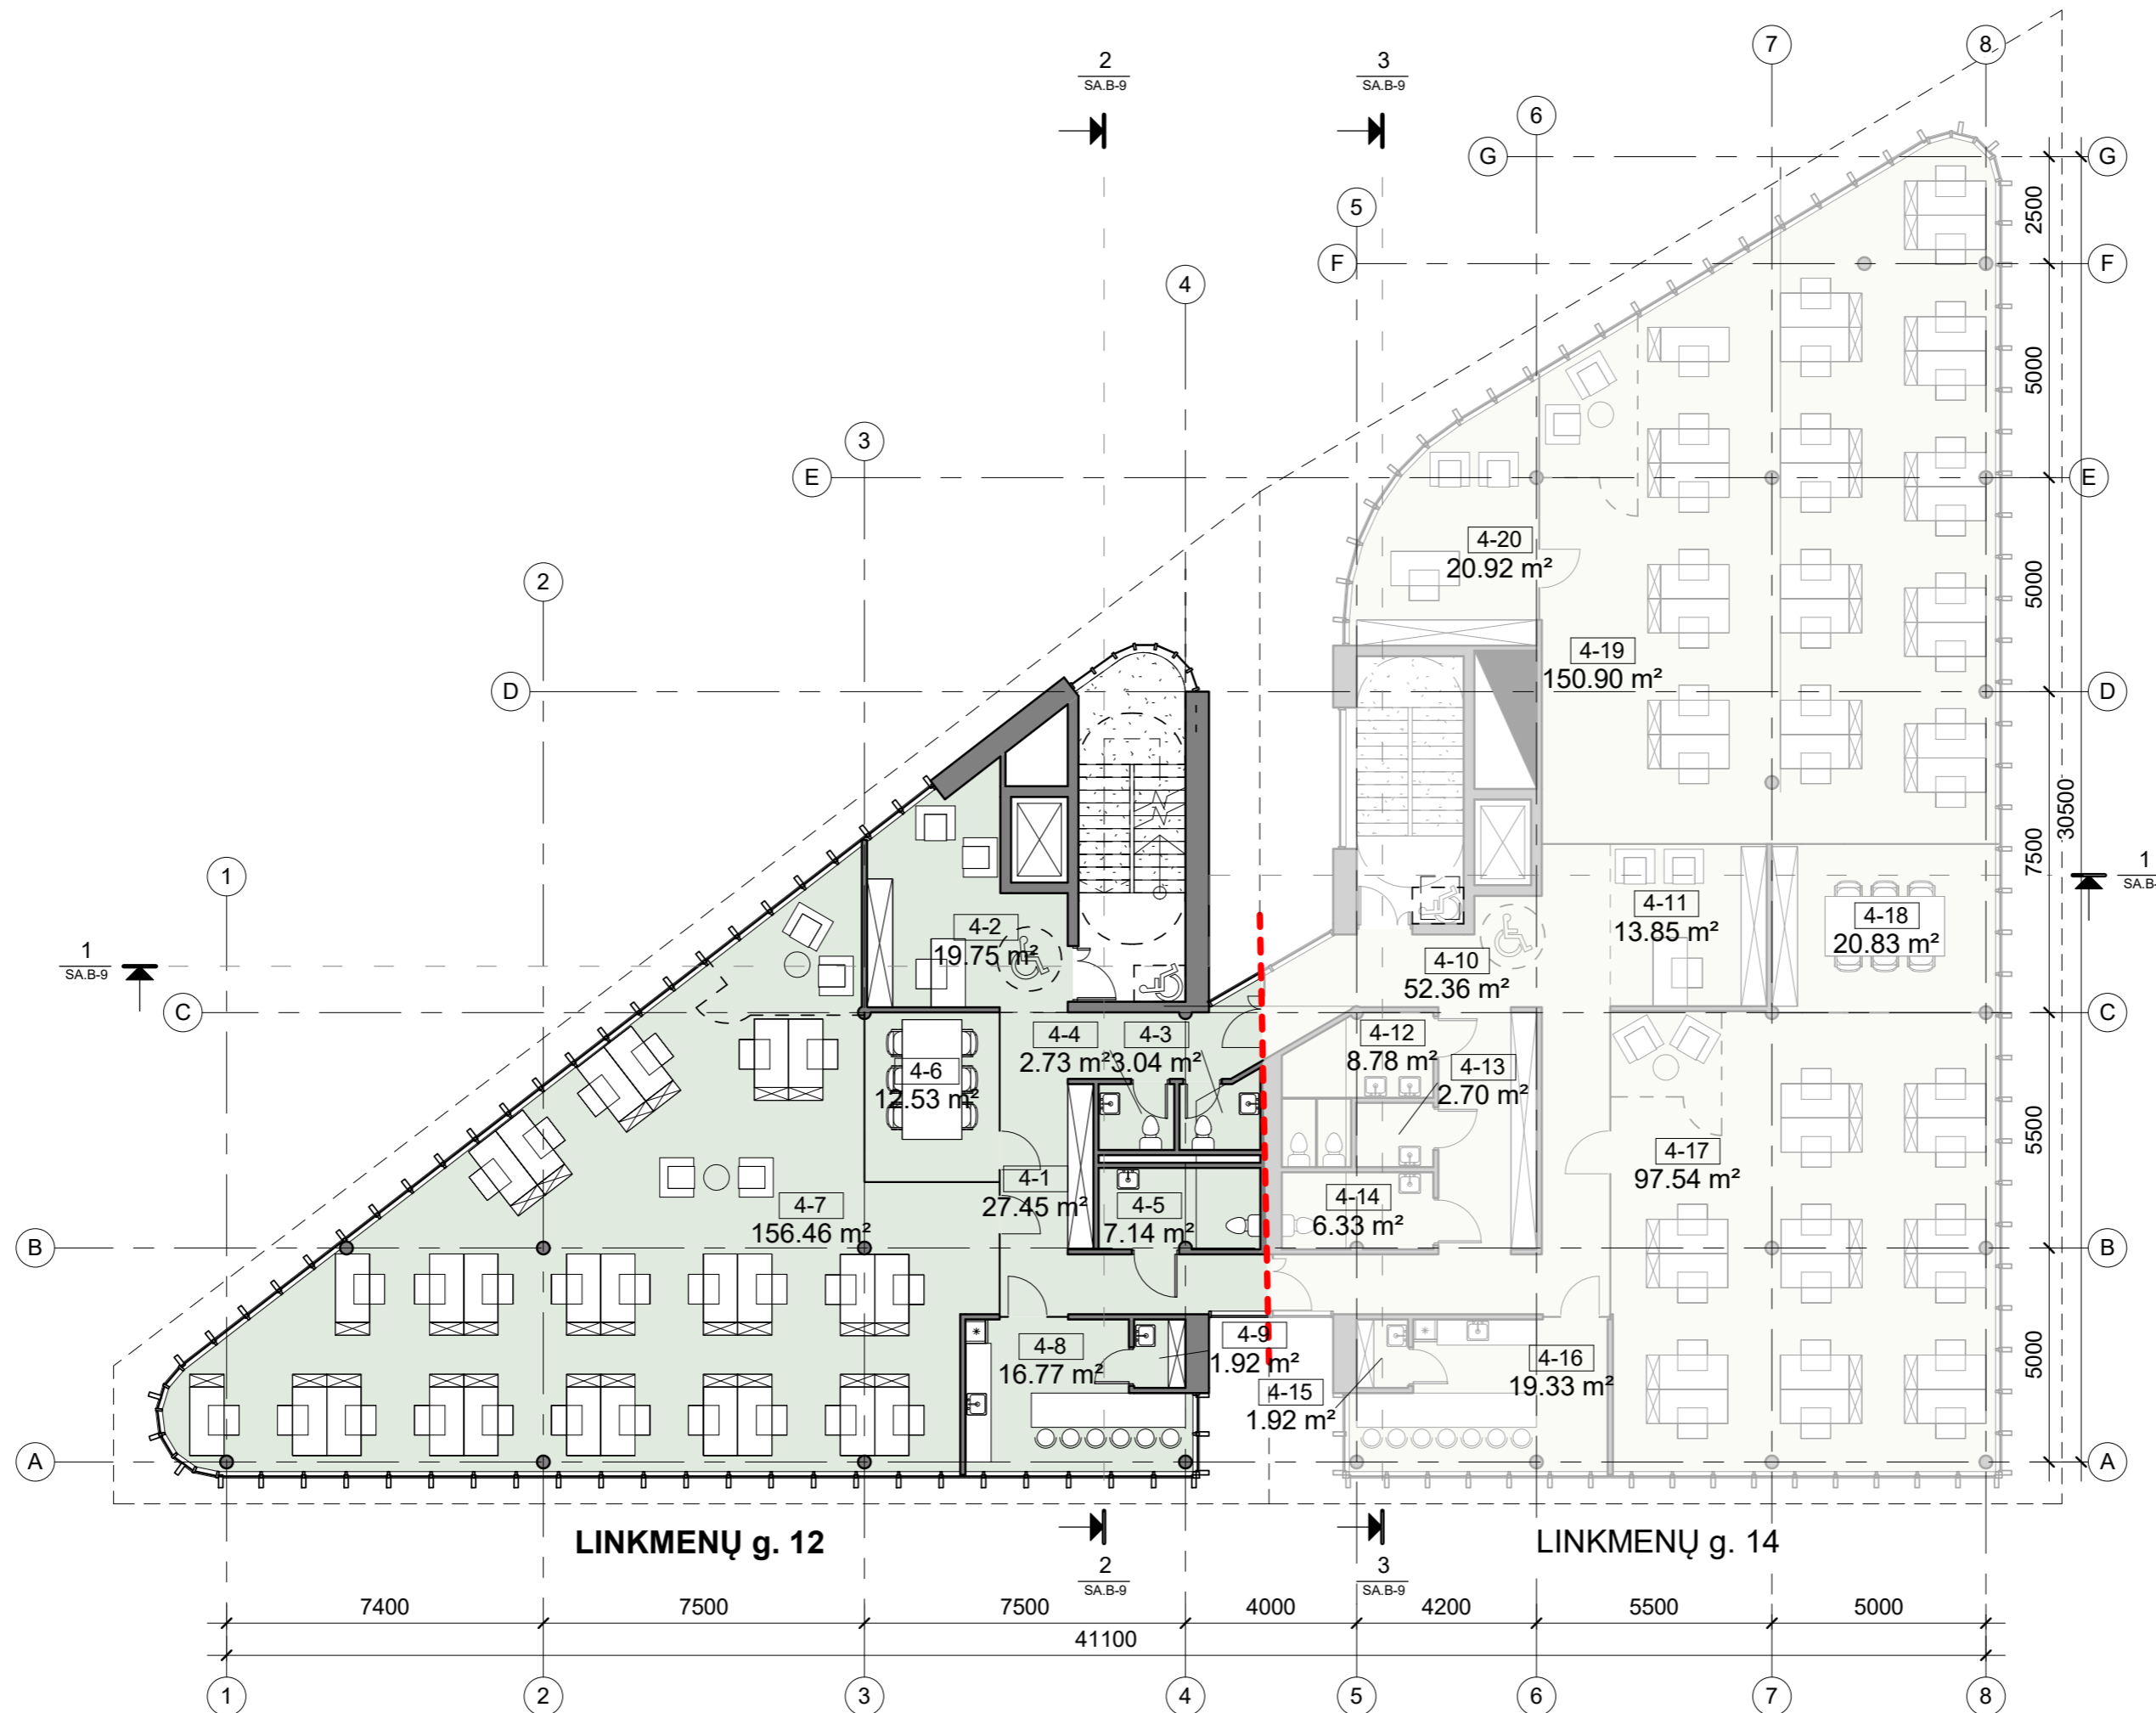 2
SA.B-9
3
SA.B-9
7
8
6
G
G
5
2500
F
F
4
5000
3
E
E
4-20
20.92 m²
2
5000
4-19
150.90 m²
D
D
30500
7500
1
1
SA.B-
4-2
19.75 m²
4-11
13.85 m²
4-18
20.83 m²
1
SA.B-9
4-10
52.36 m²
C
C
4-4
2.73 m²
4-3
3.04 m²
4-12
8.78 m²
4-13
2.70 m²
4-6
12.53 m²
5500
4-17
97.54 m²
4-1
27.45 m²
4-7
156.46 m²
4-5
7.14 m²
4-14
6.33 m²
B
B
4-8
16.77 m²
4-9
1.92 m²
4-16
19.33 m²
5000
4-15
1.92 m²
A
A
LINKMENŲ g. 12
LINKMENŲ g. 14
2
SA.B-9
3
SA.B-9
7400
7500
7500
4000
4200
5500
5000
41100
1
2
3
4
5
6
7
8